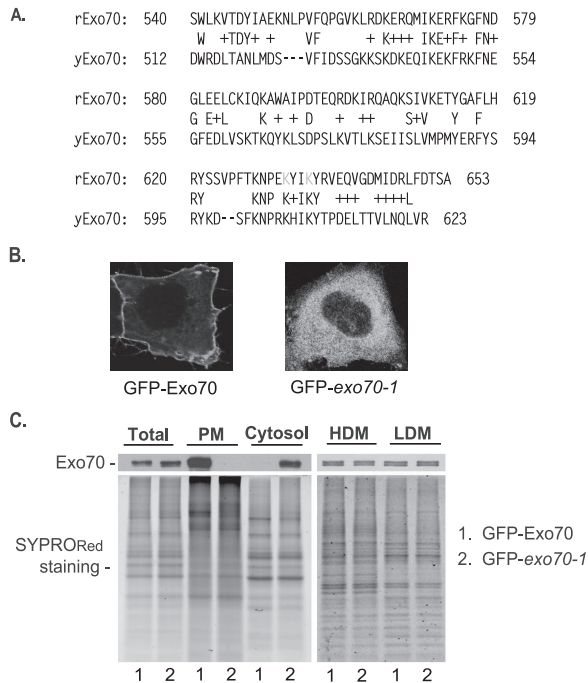 A.
rExo70: 540 SWLKVTDYIAEKNLPVFQPGVKLRDKERQMIKERFKGFND 579
W +TDY+ + VF + K+++ IKE+F+ FN+
yExo70: 512 DWRDLTANLMDS---VFIDSSGKKSKDKEQIKEKFRKFNE 554
rExo70: 580 GLEELCKIQKAWAIPDTEQRDKIRQAQKSIVKETYGAFLH 619
G E+L K + + D + ++ S+V Y F
yExo70: 555 GFEDLVSKTKQYKLSDPSLKVTLKSEIISLVMPMYERFYS 594
rExo70: 620 RYSSVPFTKNPEKYIKYRVEQVGDMIDRLFDTSA 653
RY KNP K+IKY +++ ++++L
yExo70: 595 RYKD--SFKNPRKHIKYTPDELTTVLNQLVR 623
B.
GFP-Exo70 GFP-exo70-1
C.
Total PM Cytosol HDM LDM
Exo70 -
SYPRORed
staining -
1. GFP-Exo70
2. GFP-exo70-1
1 2 1 2 1 2 1 2 1 2